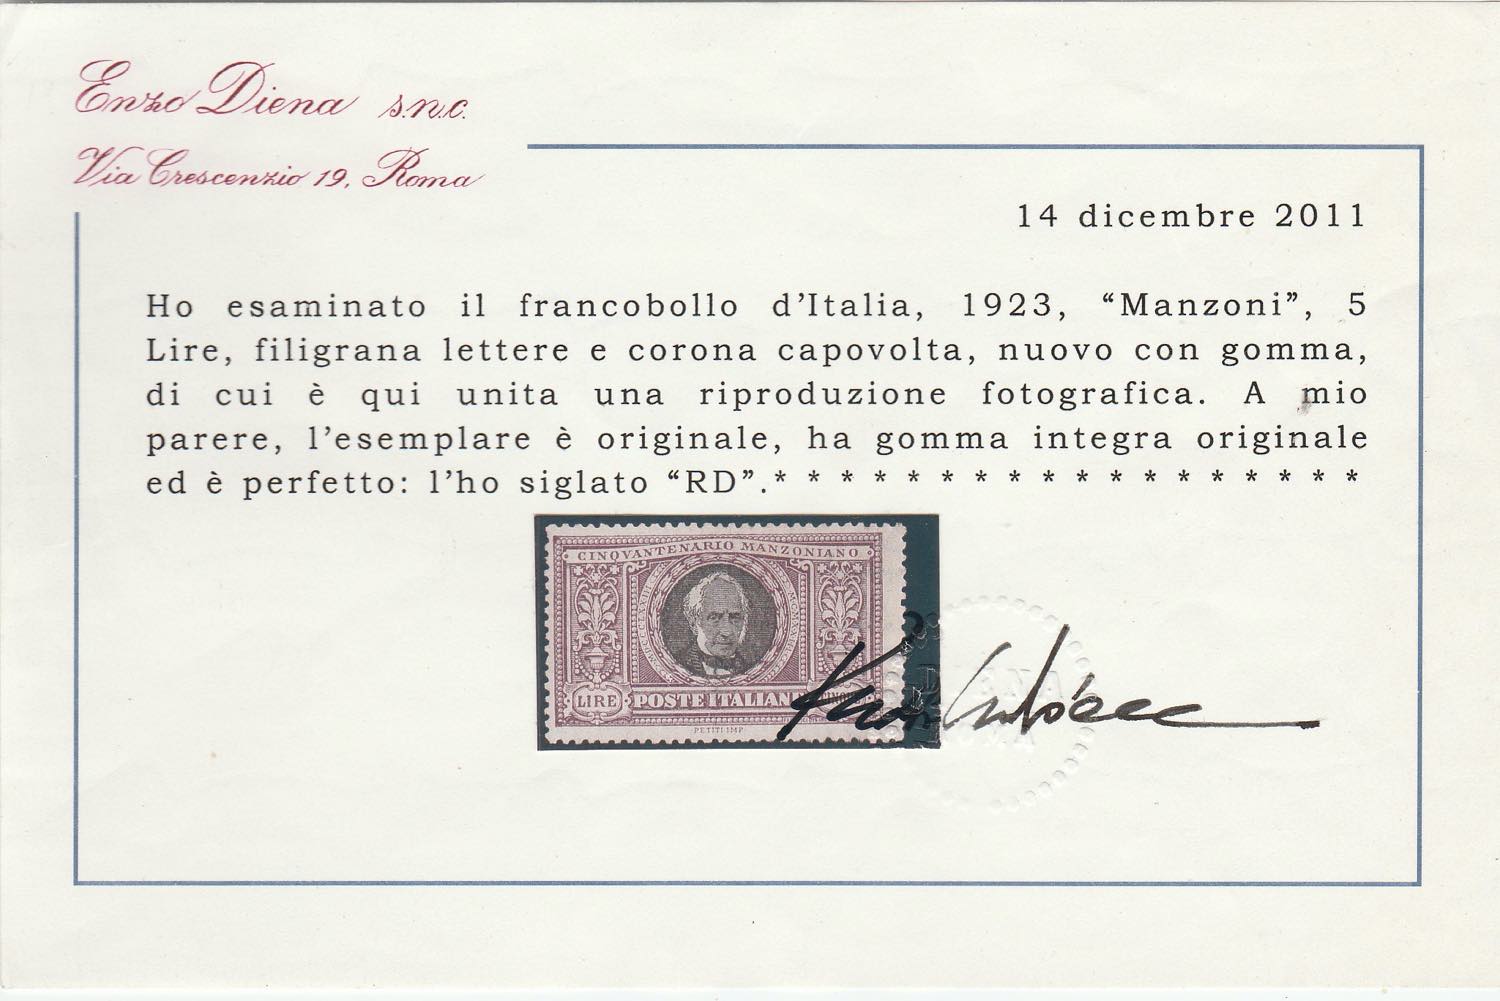 Enzo Diena s.n.c.
Via Crescenzio 19, Roma
14 dicembre 2011
Ho esaminato il francobollo d'Italia, 1923, “Manzoni”, 5
Lire, filigrana lettere e corona capovolta, nuovo con gomma,
di cui è qui unita una riproduzione fotografica. A mio
parere, l'esemplare è originale, ha gomma integra originale
ed è perfetto: l'ho siglato “RD”.* * * * * * * * * * * * * * * * * *
CINQVANTENARIO MANZONIANO
LIRE POSTE ITALIANE
PETITI IMP.